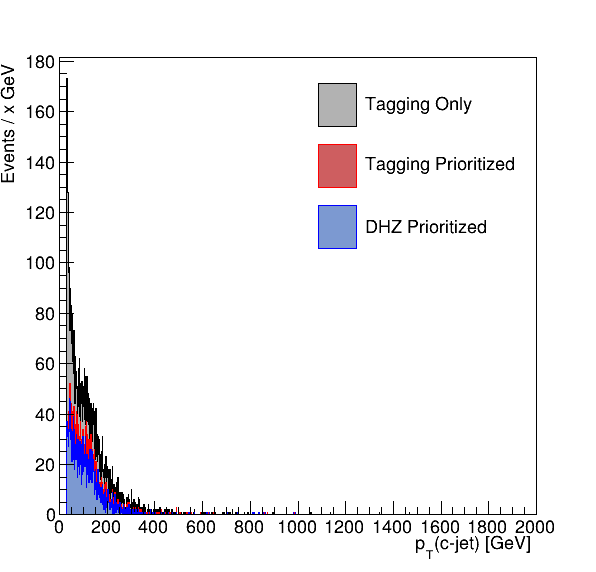 Events / x GeV
180
160
140
120
100
80
60
40
20
0
Tagging Only
Tagging Prioritized
DHZ Prioritized
0 200 400 600 800 1000 1200 1400 1600 1800 2000
p_T(c-jet) [GeV]